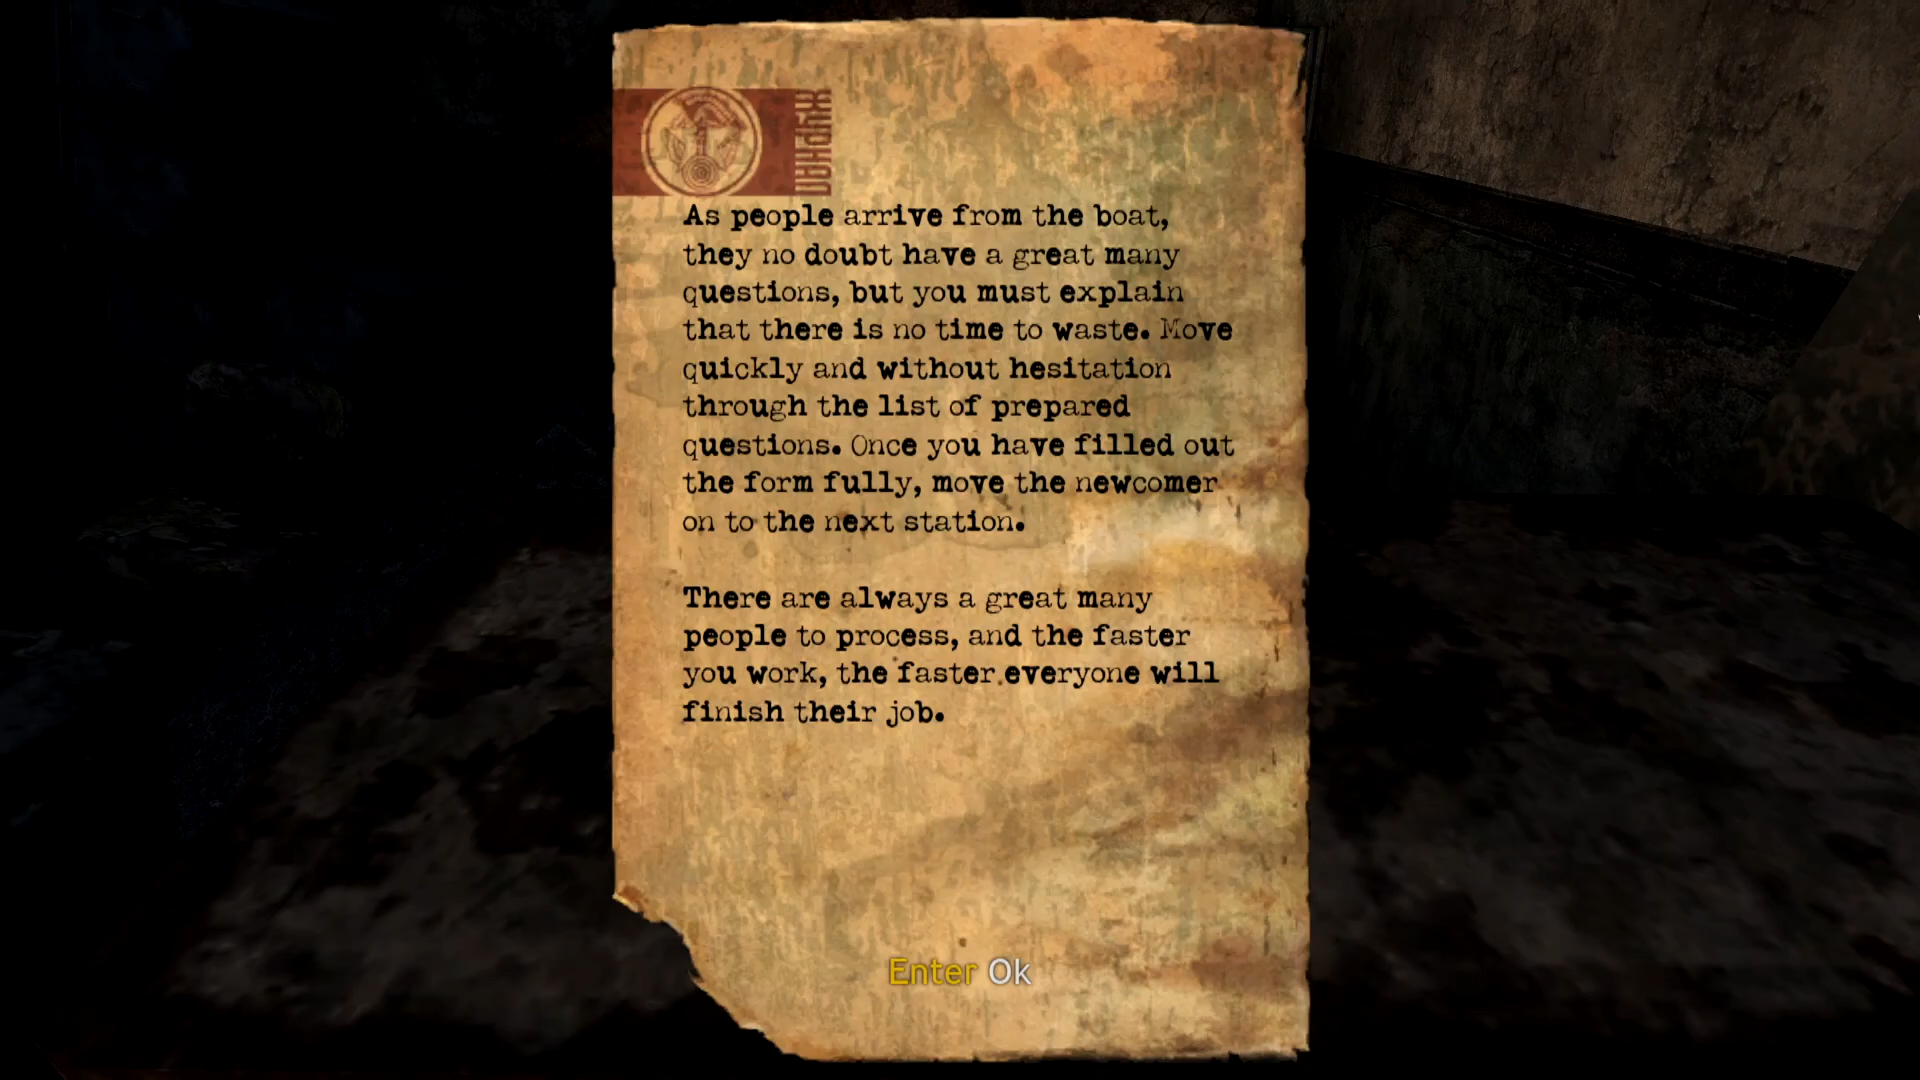 As people arrive from the boat,
they no doubt have a great many
questions, but you must explain
that there is no time to waste. Move
quickly and without hesitation
through the list of prepared
questions. Once you have filled out
the form fully, move the newcomer
on to the next station.
There are always a great many
people to process, and the faster
you work, the faster everyone will
finish their job.
Enter Ok